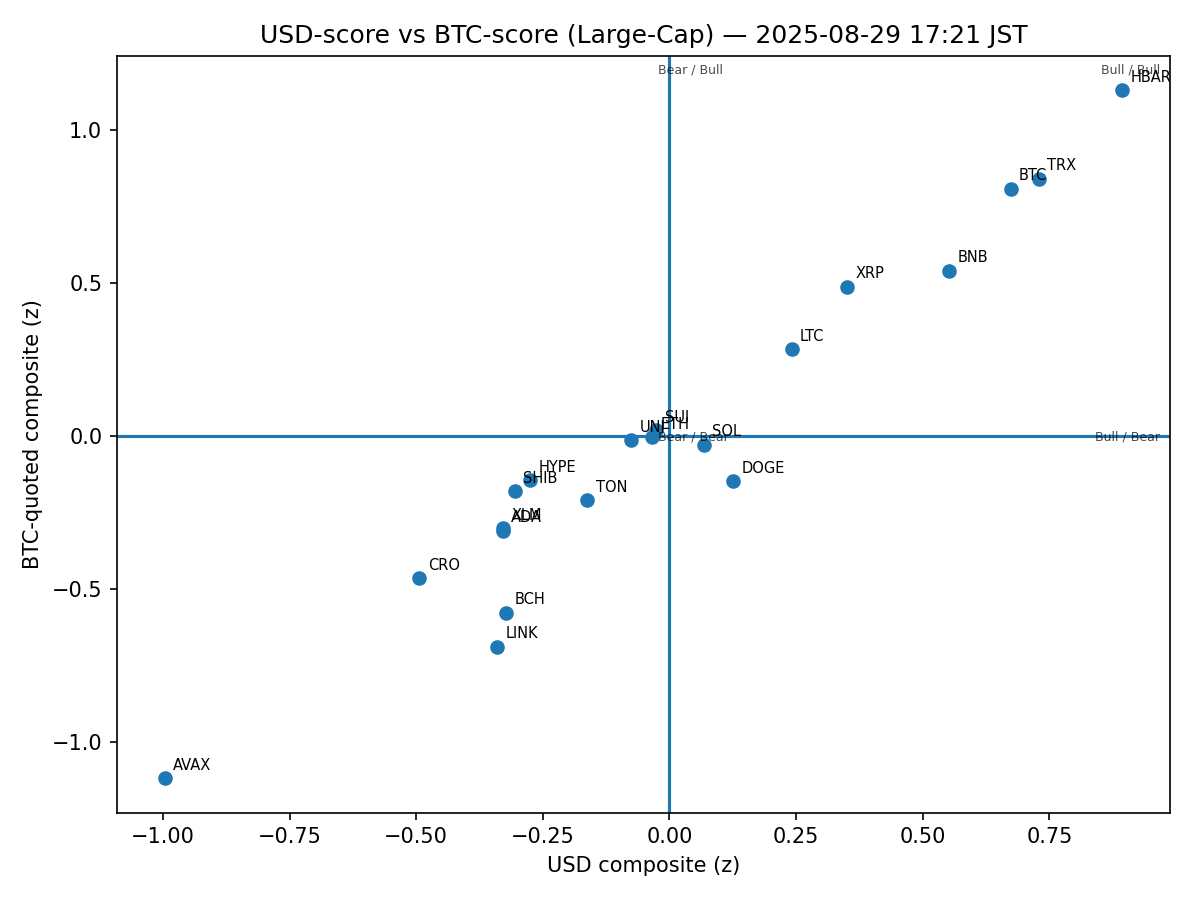 USD-score vs BTC-score (Large-Cap) — 2025-08-29 17:21 JST
Bear / Bull
Bull / Bull
HBAR
1.0
TRX
BTC
BNB
XRP
0.5
LTC
SUI
ETH
UNI
SOL
0.0
Bear / Bear
Bull / Bear
HYPE
DOGE
SHIB
TON
XLM
ADA
CRO
−0.5
BCH
LINK
−1.0
AVAX
BTC-quoted composite (z)
−1.00
−0.75
−0.50
−0.25
0.00
0.25
0.50
0.75
USD composite (z)